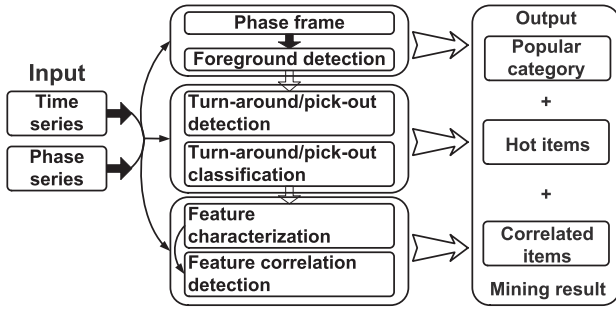 Input
Time
series
Phase
series
Phase frame
Foreground detection
Turn-around/pick-out
detection
Turn-around/pick-out
classification
Feature
characterization
Feature correlation
detection
Output
Popular
category
+
Hot items
+
Correlated
items
Mining result